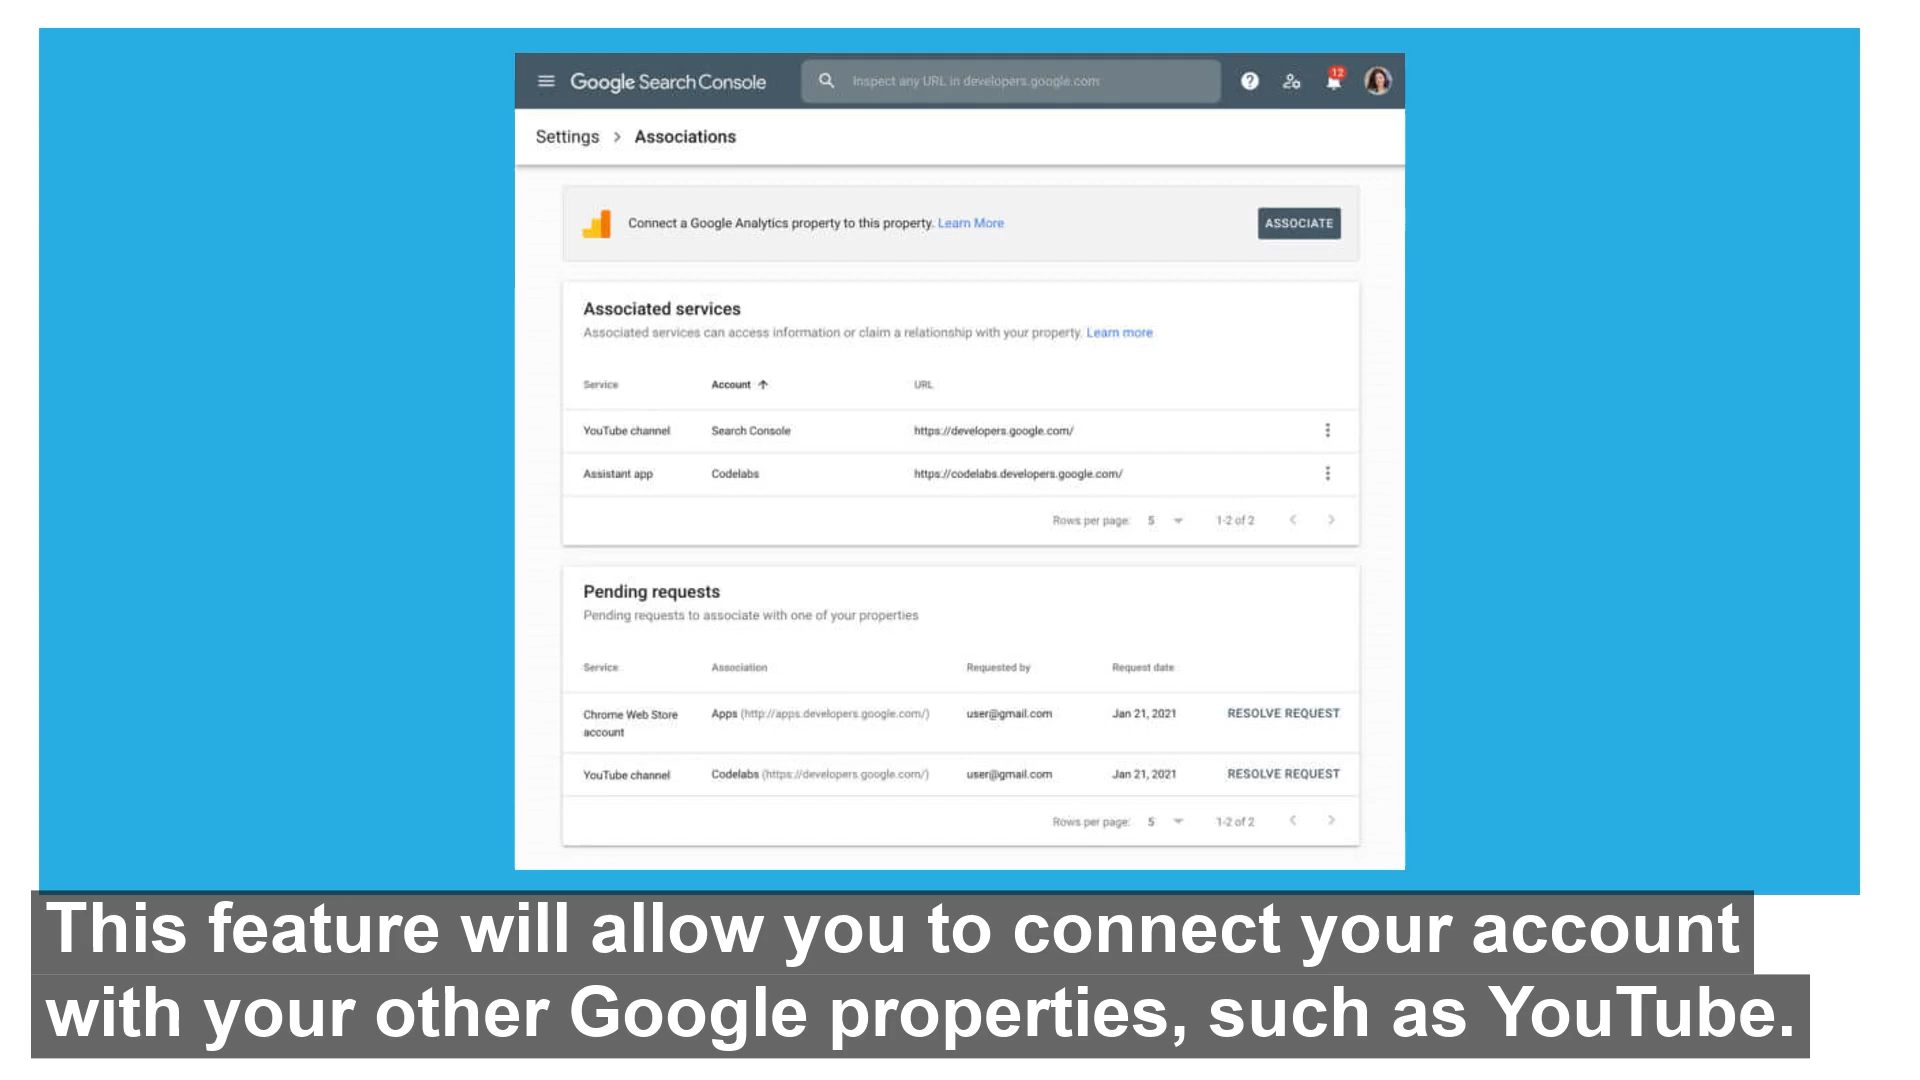 Google Search Console
Inspect any URL in developers.google.com
12
Settings > Associations
Connect a Google Analytics property to this property. Learn More
ASSOCIATE
Associated services
Associated services can access information or claim a relationship with your property. Learn more
Service Account ↑ URL
YouTube channel Search Console https://developers.google.com/
Assistant app Codelabs https://codelabs.developers.google.com/
Rows per page: 5 1-2 of 2
Pending requests
Pending requests to associate with one of your properties
Service Association Requested by Request date
Chrome Web Store account Apps (http://apps.developers.google.com/) user@gmail.com Jan 21, 2021 RESOLVE REQUEST
YouTube channel Codelabs (https://developers.google.com/) user@gmail.com Jan 21, 2021 RESOLVE REQUEST
Rows per page: 5 1-2 of 2
This feature will allow you to connect your account
with your other Google properties, such as YouTube.